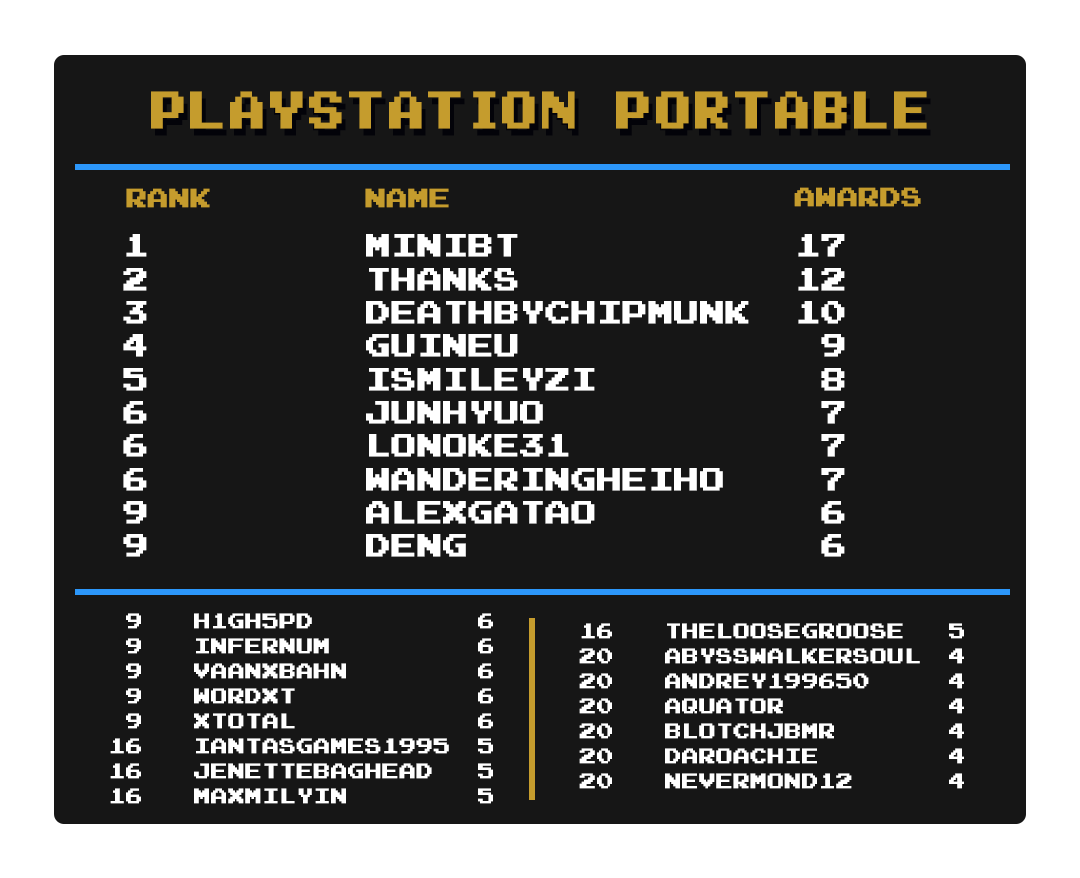 PLAYSTATION PORTABLE
RANK NAME AWARDS
1 MINIBT 17
2 THANKS 12
3 DEATHBYCHIPMUNK 10
4 GUINEU 9
5 ISMILEYZI 8
6 JUNHYUO 7
6 LONOKE31 7
6 WANDERINGHEIHO 7
9 ALEXGATAO 6
9 DENG 6
9 H1GH5PD 6
9 INFERNUM 6
9 VAANXBAHN 6
9 WORDXT 6
9 XTOTAL 6
16 IANTASGAMES1995 5
16 JENETTEBAGHEAD 5
16 MAXMILYIN 5
16 THELOOSEGROOSE 5
20 ABYSSWALKERSOUL 4
20 ANDREY199650 4
20 AQUATOR 4
20 BLOTCHJBMR 4
20 DAROACHIE 4
20 NEVERMOND12 4